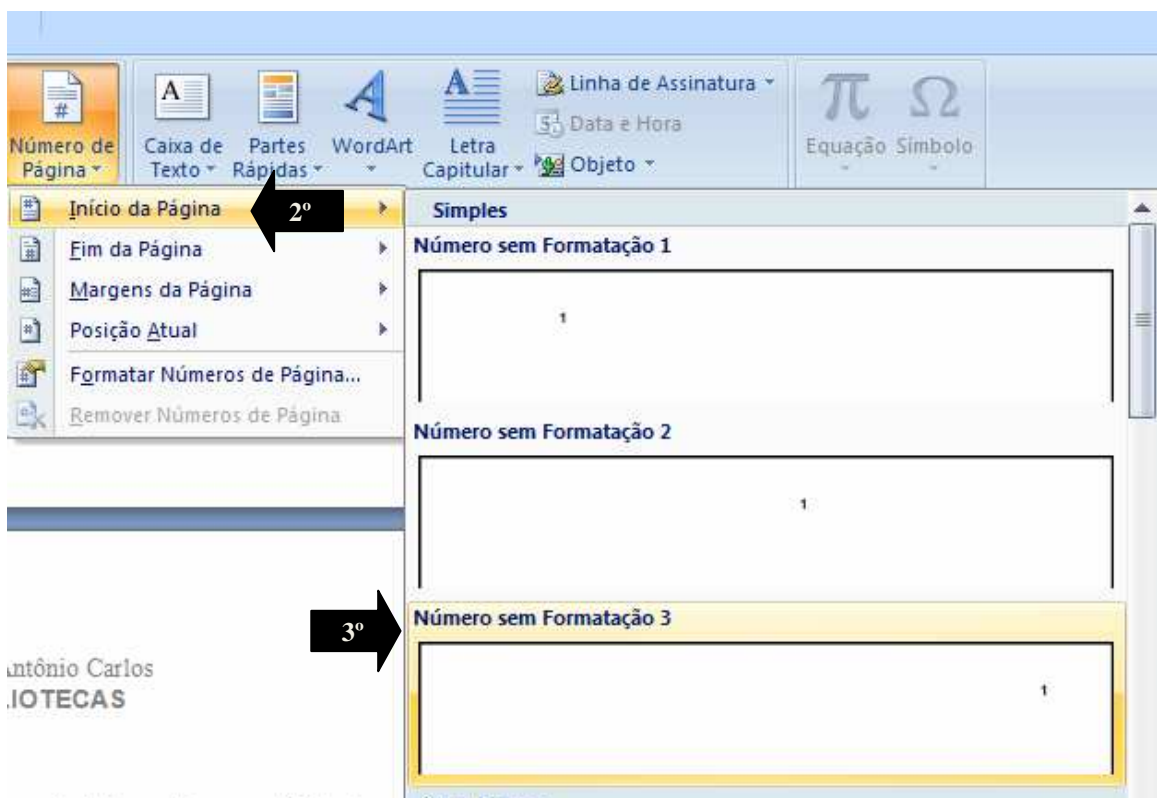 Linha de Assinatura
Data e Hora
Objeto
Número de
Página
Caixa de
Texto
Partes
Rápidas
WordArt
Letra
Capitular
Equação
Símbolo
Início da Página
2º
Fim da Página
Margens da Página
Posição Atual
Formatar Números de Página...
Remover Números de Página
Simples
Número sem Formatação 1
1
Número sem Formatação 2
1
3º
Número sem Formatação 3
1
ntônio Carlos
IOTECAS